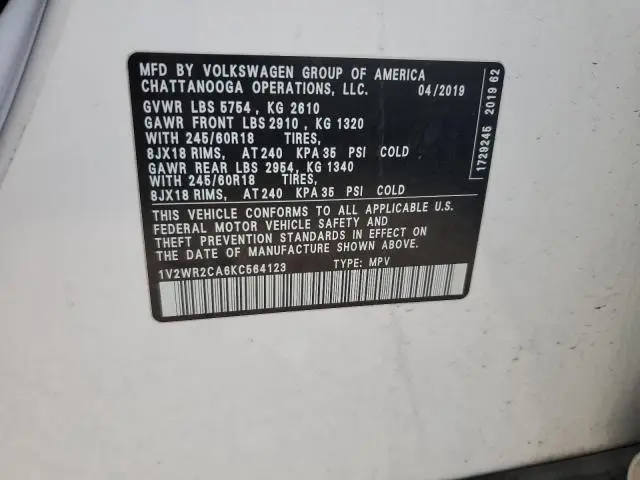 MFD BY VOLKSWAGEN GROUP OF AMERICA
CHATTANOOGA OPERATIONS, LLC. 04/2019
GVWR LBS 5754 , KG 2610
GAWR FRONT LBS 2910 , KG 1320
WITH 245/60R18 TIRES,
8JX18 RIMS, AT 240 KPA 35 PSI COLD
GAWR REAR LBS 2954 , KG 1340
WITH 245/60R18 TIRES,
8JX18 RIMS, AT 240 KPA 35 PSI COLD
THIS VEHICLE CONFORMS TO ALL APPLICABLE U.S.
FEDERAL MOTOR VEHICLE SAFETY AND
THEFT PREVENTION STANDARDS IN EFFECT ON
THE DATE OF MANUFACTURE SHOWN ABOVE.
1V2WR2CA6KC564123 TYPE: MPV
1729245 2019 62